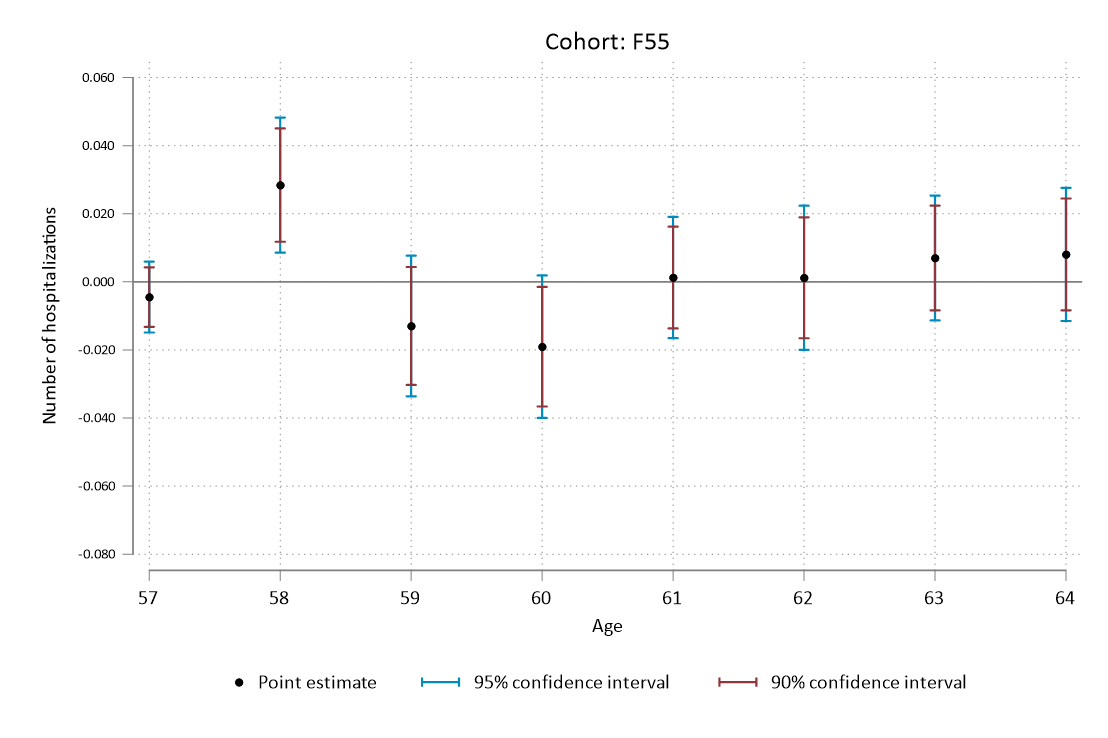 Cohort: F55
0.060
0.040
0.020
0.000
-0.020
-0.040
-0.060
-0.080
Number of hospitalizations
57 58 59 60 61 62 63 64
Age
Point estimate 95% confidence interval 90% confidence interval